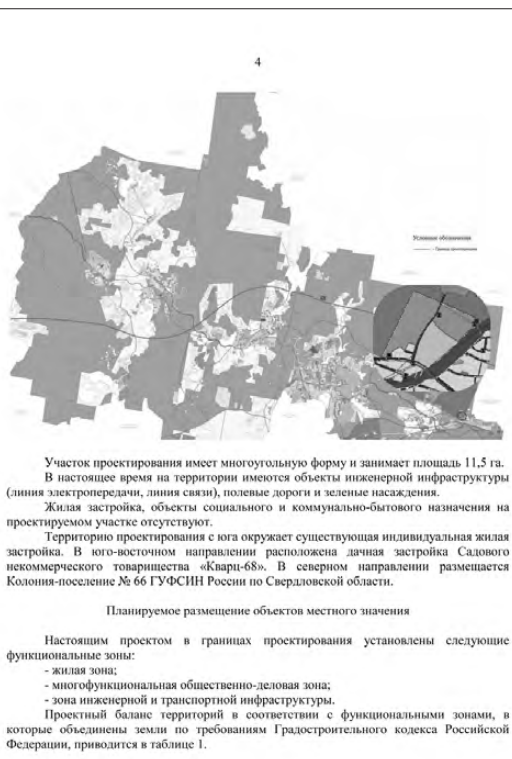 4
Условные обозначения
Участок проектирования имеет многоугольную форму и занимает площадь 11,5 га.
В настоящее время на территории имеются объекты инженерной инфраструктуры
(линия электропередачи, линия связи), полевые дороги и зеленые насаждения.
Жилая застройка, объекты социального и коммунально-бытового назначения на
проектируемом участке отсутствуют.
Территорию проектирования с юга окружает существующая индивидуальная жилая
застройка. В юго-восточном направлении расположена дачная застройка Садового
некоммерческого товарищества «Кварц-68». В северном направлении размещается
Колония-поселение № 66 ГУФСИН России по Свердловской области.
Планируемое размещение объектов местного значения
Настоящим проектом в границах проектирования установлены следующие
функциональные зоны:
- жилая зона;
- многофункциональная общественно-деловая зона;
- зона инженерной и транспортной инфраструктуры.
Проектный баланс территорий в соответствии с функциональными зонами, в
которые объединены земли по требованиям Градостроительного кодекса Российской
Федерации, приводится в таблице 1.